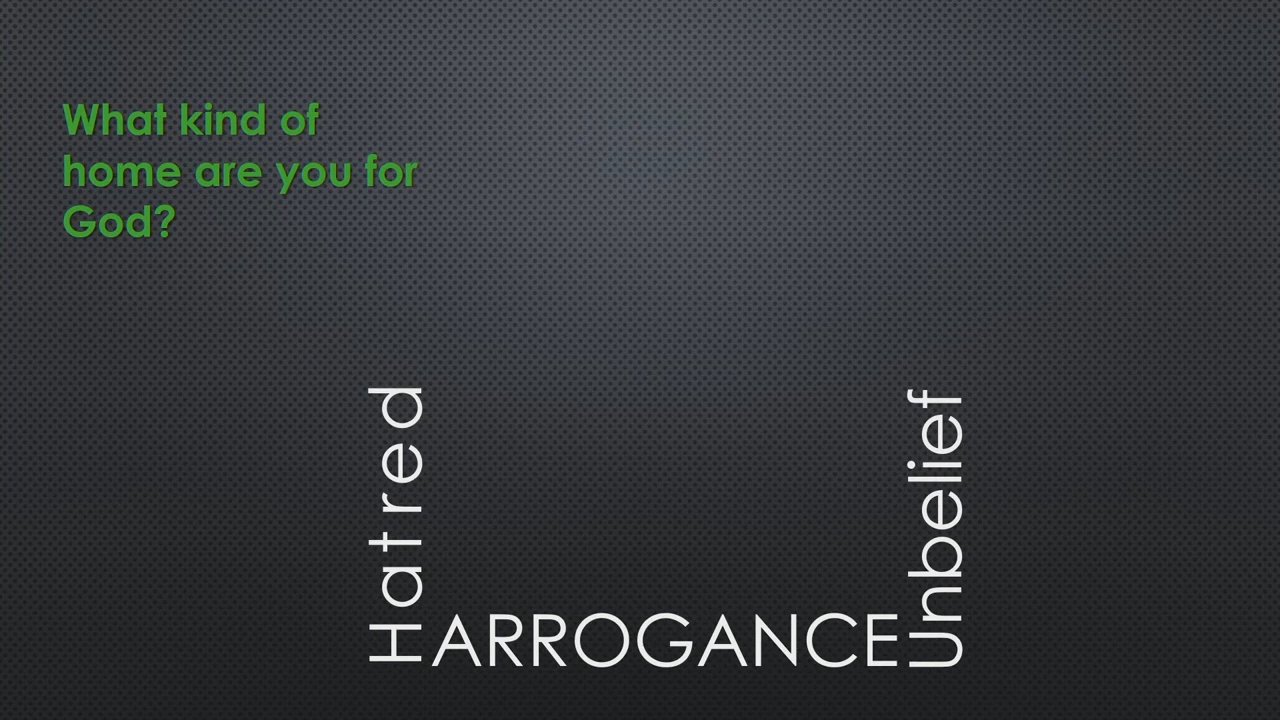 What kind of
home are you for
God?
Hatred
ARROGANCE
Unbelief